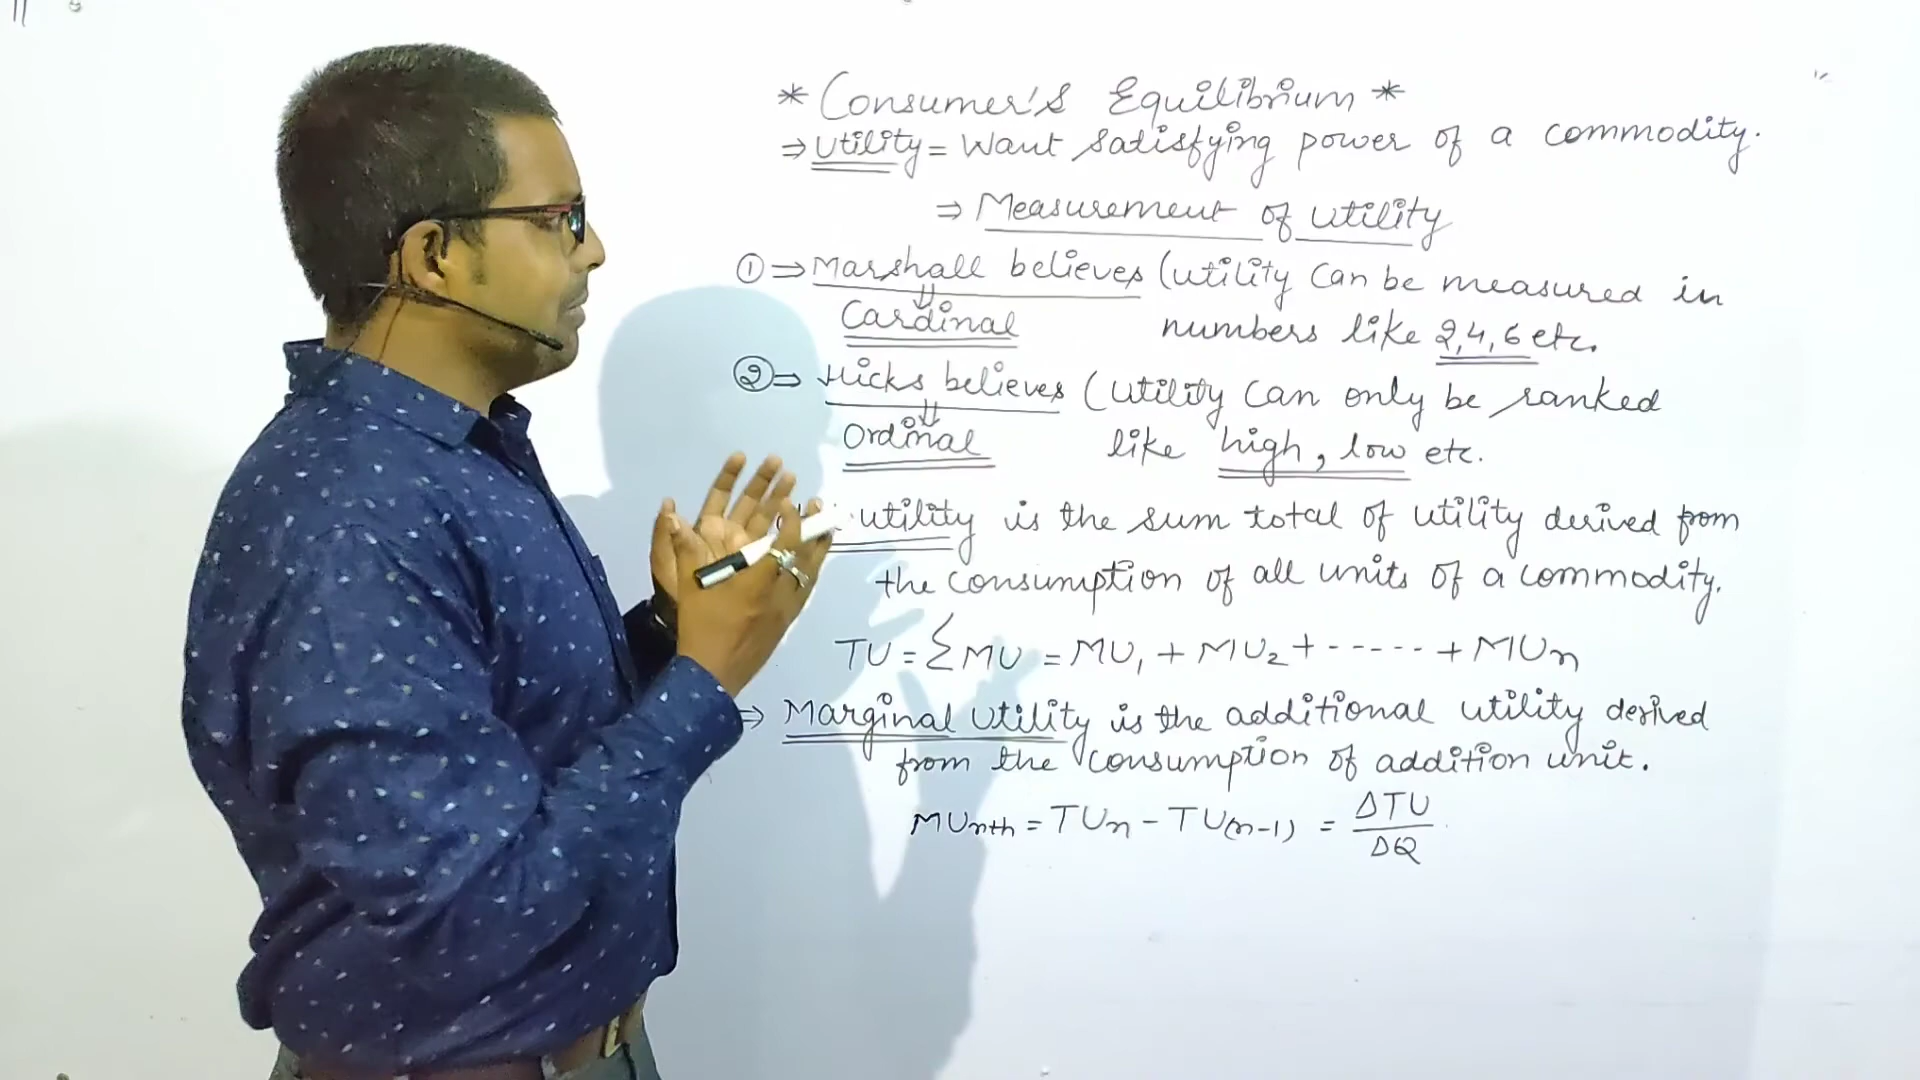 * Consumer's Equilibrium *
⇒ Utility = Want satisfying power of a commodity.
⇒ Measurement of Utility
① ⇒ Marshall believes (utility can be measured in
⇓
Cardinal numbers like 2,4,6 etc.
② ⇒ Hicks believes (utility can only be ranked
⇓
Ordinal like high, low etc.
utility is the sum total of utility derived from
the consumption of all units of a commodity.
TU = ΣMU = MU₁ + MU₂ + ----- + MUn
⇒ Marginal utility is the additional utility derived
from the consumption of addition unit.
MUnth = TUn - TU(n-1) = ΔTU/ΔQ